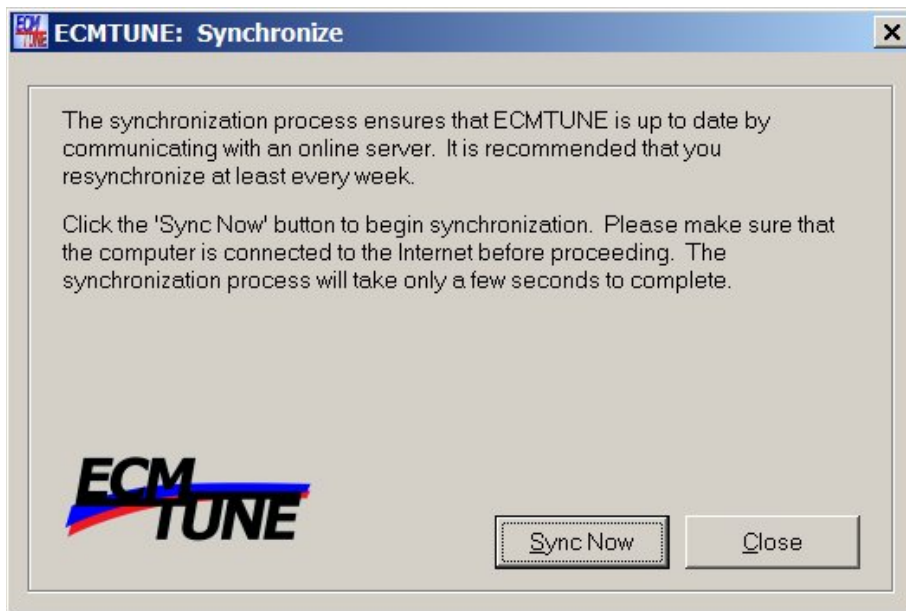 ECM
TUNE
ECMTUNE: Synchronize
The synchronization process ensures that ECMTUNE is up to date by
communicating with an online server. It is recommended that you
resynchronize at least every week.
Click the 'Sync Now' button to begin synchronization. Please make sure that
the computer is connected to the Internet before proceeding. The
synchronization process will take only a few seconds to complete.
ECM
TUNE
Sync Now
Close